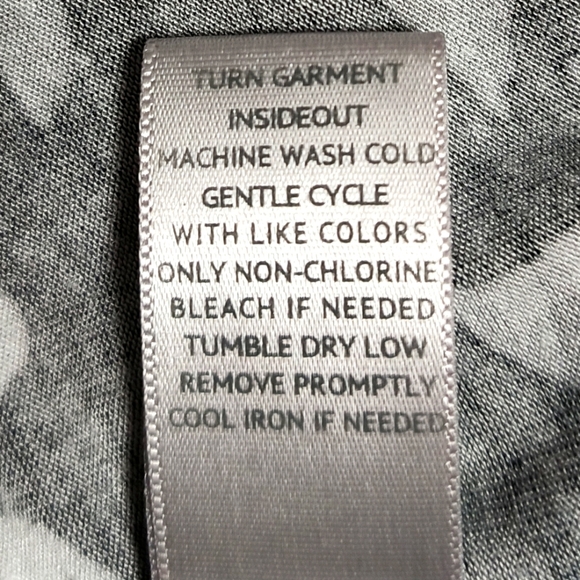 TURN GARMENT
INSIDEOUT
MACHINE WASH COLD
GENTLE CYCLE
WITH LIKE COLORS
ONLY NON-CHLORINE
BLEACH IF NEEDED
TUMBLE DRY LOW
REMOVE PROMPTLY
COOL IRON IF NEEDED